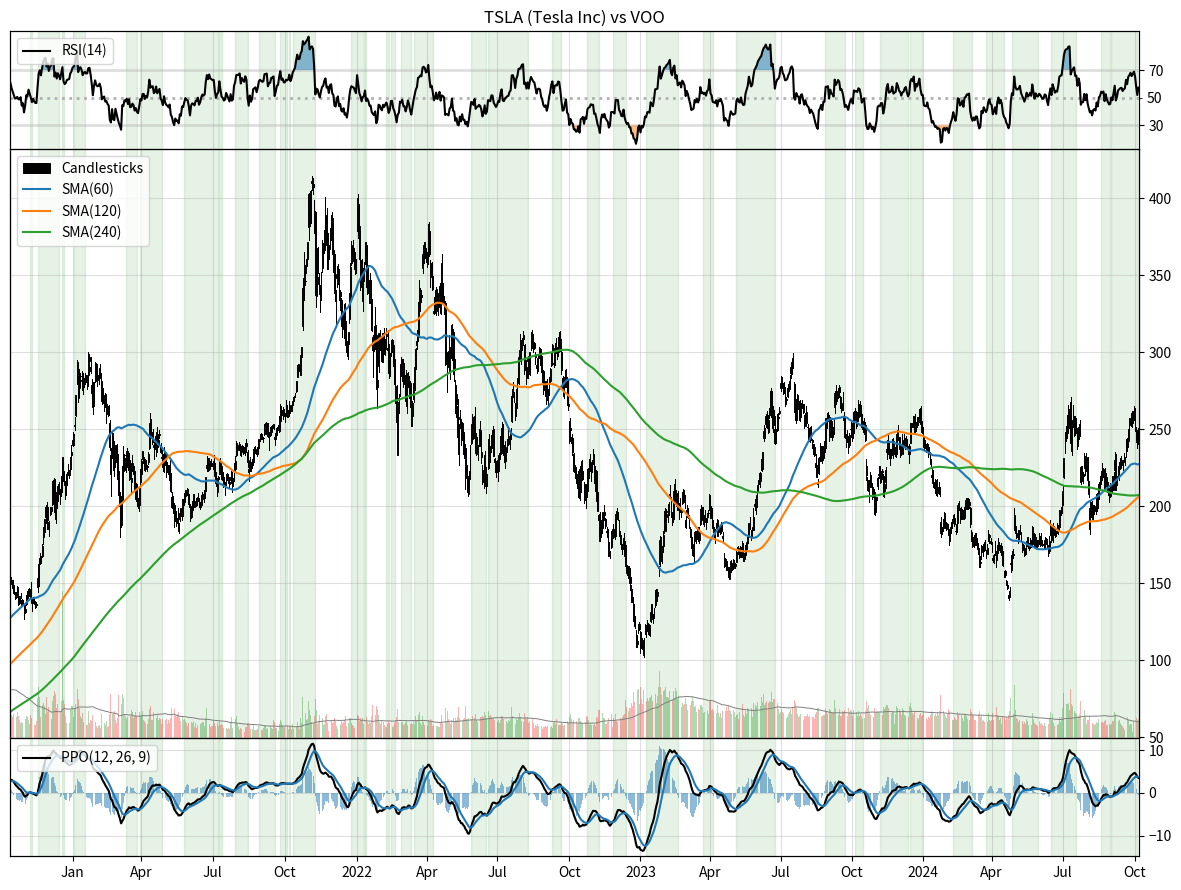 TSLA (Tesla Inc) vs VOO
RSI(14)
70
50
30
Candlesticks
SMA(60)
SMA(120)
SMA(240)
400
350
300
250
200
150
100
50
PPO(12, 26, 9)
10
0
−10
Jan Apr Jul Oct 2022 Apr Jul Oct 2023 Apr Jul Oct 2024 Apr Jul Oct